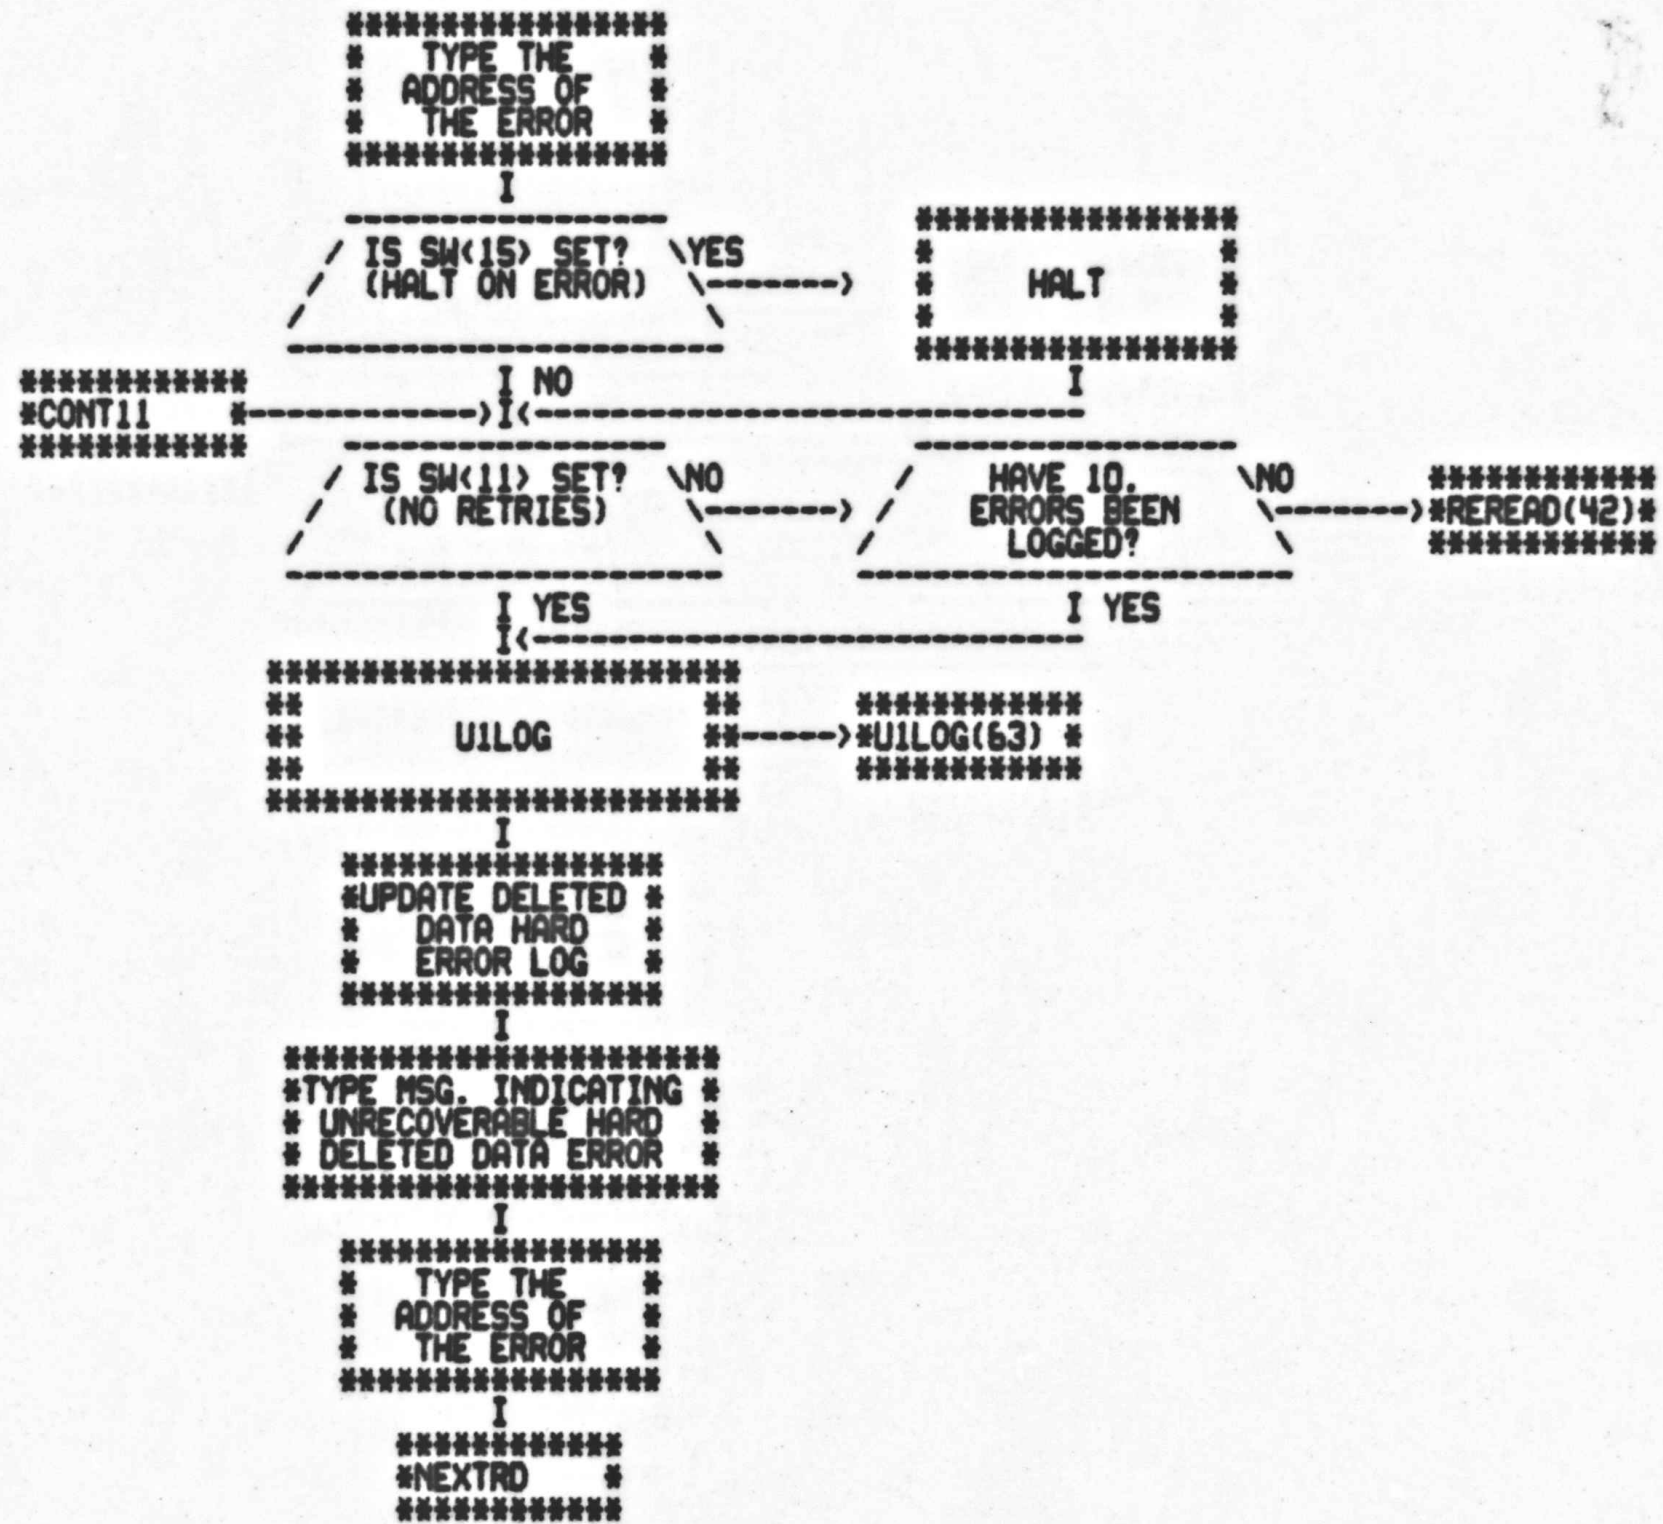 TYPE THE
ADDRESS OF
THE ERROR
IS SW<15> SET?
(HALT ON ERROR)
YES
HALT
NO
*CONT11 *
IS SW<11> SET?
(NO RETRIES)
NO
HAVE 10.
ERRORS BEEN
LOGGED?
NO
*REREAD(42)*
YES
YES
U1LOG
*U1LOG(63) *
*UPDATE DELETED *
DATA HARD
ERROR LOG
*TYPE MSG. INDICATING *
UNRECOVERABLE HARD
DELETED DATA ERROR
TYPE THE
ADDRESS OF
THE ERROR
*NEXTRD *